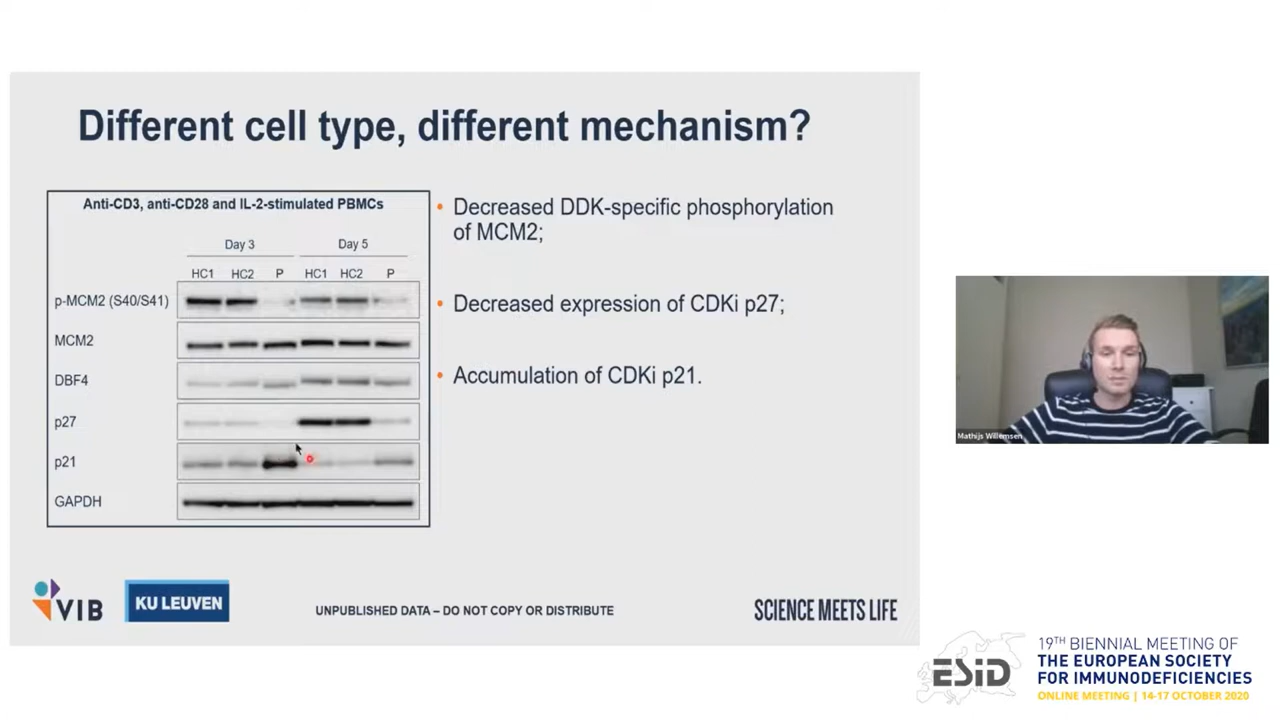 Different cell type, different mechanism?
Anti-CD3, anti-CD28 and IL-2-stimulated PBMCs
Day 3 Day 5
HC1 HC2 P HC1 HC2 P
p-MCM2 (S40/S41)
MCM2
DBF4
p27
p21
GAPDH
• Decreased DDK-specific phosphorylation
of MCM2;
• Decreased expression of CDKi p27;
• Accumulation of CDKi p21.
VIB
KU LEUVEN
UNPUBLISHED DATA – DO NOT COPY OR DISTRIBUTE
SCIENCE MEETS LIFE
Mathijs Willemsen
ESiD
19TH BIENNIAL MEETING OF
THE EUROPEAN SOCIETY
FOR IMMUNODEFICIENCIES
ONLINE MEETING | 14-17 OCTOBER 2020